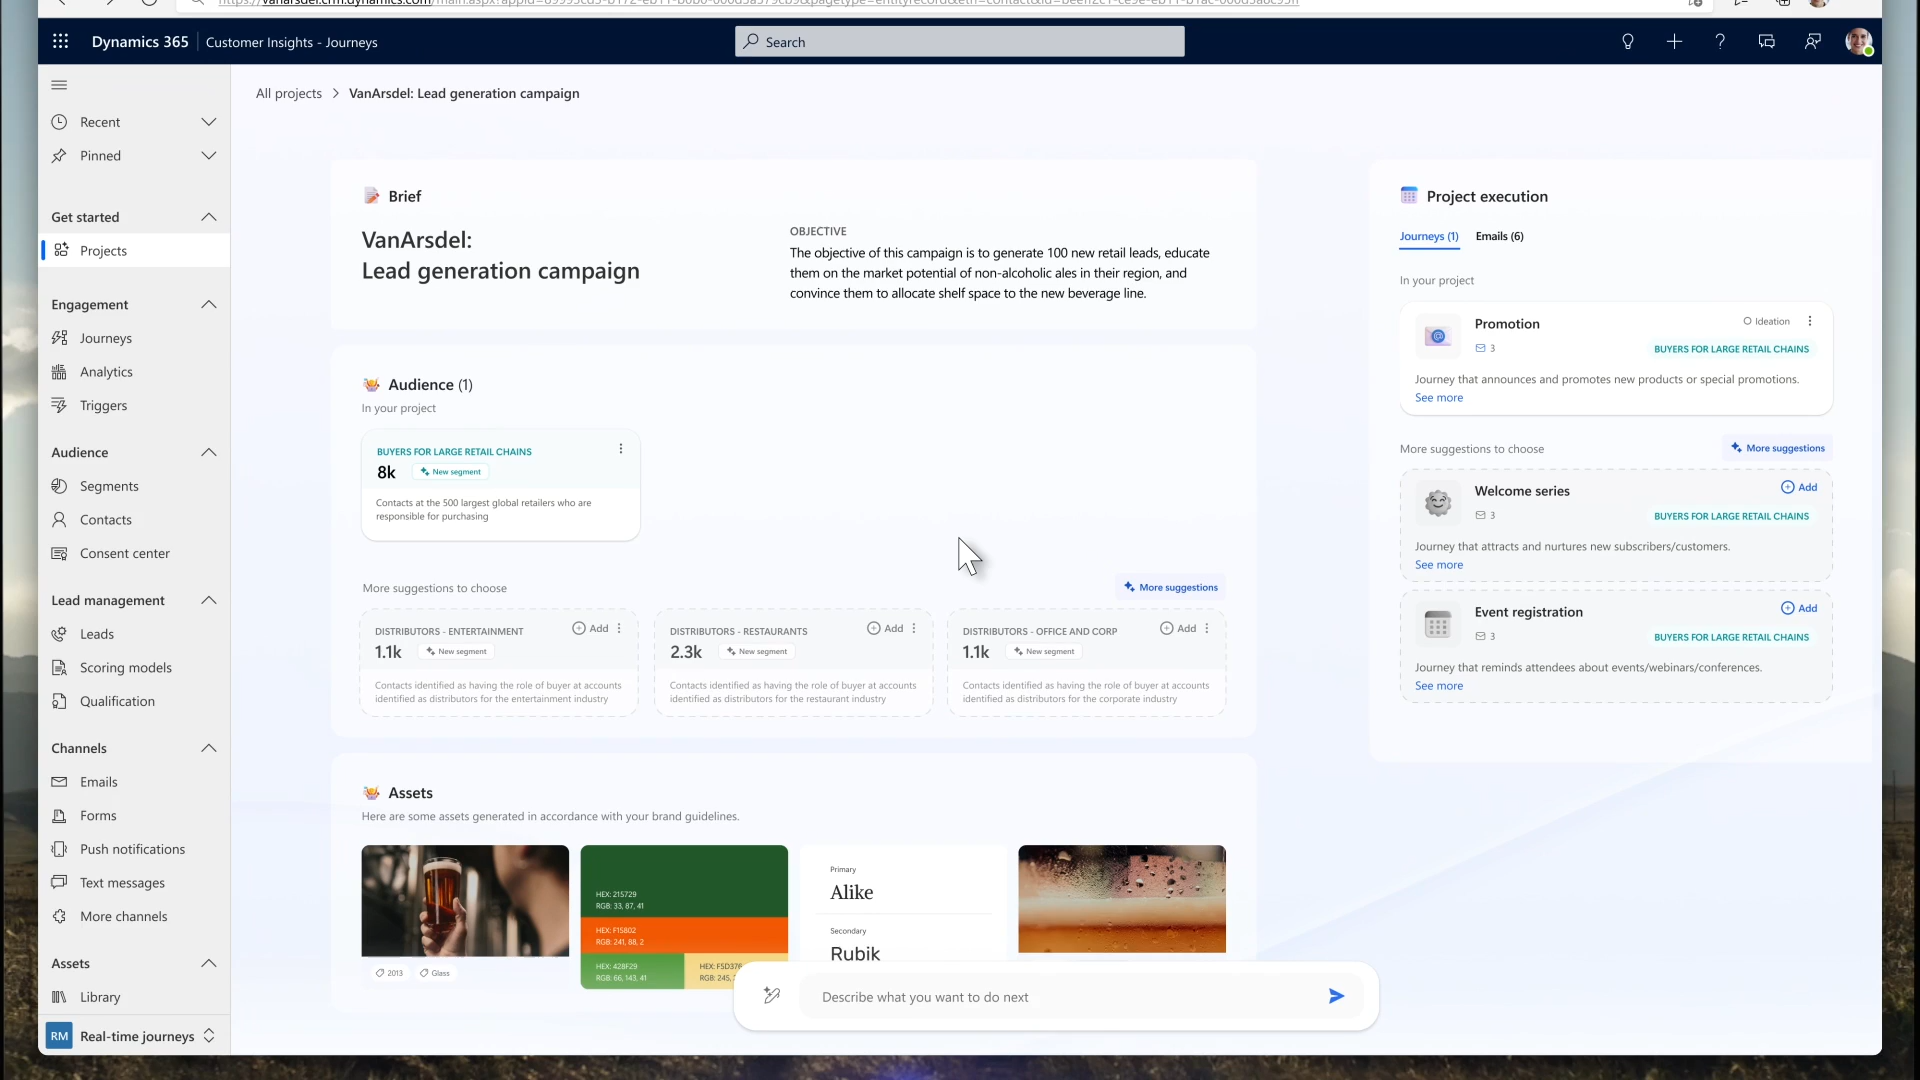 Dynamics 365
Customer Insights - Journeys
Search
Recent
Pinned
Get started
Projects
Engagement
Journeys
Analytics
Triggers
Audience
Segments
Contacts
Consent center
Lead management
Leads
Scoring models
Qualification
Channels
Emails
Forms
Push notifications
Text messages
More channels
Assets
Library
RM Real-time journeys
All projects > VanArsdel: Lead generation campaign
Brief
VanArsdel:
Lead generation campaign
OBJECTIVE
The objective of this campaign is to generate 100 new retail leads, educate
them on the market potential of non-alcoholic ales in their region, and
convince them to allocate shelf space to the new beverage line.
Audience (1)
In your project
BUYERS FOR LARGE RETAIL CHAINS
8k New segment
Contacts at the 500 largest global retailers who are
responsible for purchasing
More suggestions to choose
More suggestions
DISTRIBUTORS - ENTERTAINMENT
Add
1.1k New segment
Contacts identified as having the role of buyer at accounts
identified as distributors for the entertainment industry
DISTRIBUTORS - RESTAURANTS
Add
2.3k New segment
Contacts identified as having the role of buyer at accounts
identified as distributors for the restaurant industry
DISTRIBUTORS - OFFICE AND CORP
Add
1.1k New segment
Contacts identified as having the role of buyer at accounts
identified as distributors for the corporate industry
Assets
Here are some assets generated in accordance with your brand guidelines.
2013
Glass
HEX: 215729
RGB: 33, 87, 41
HEX: F15802
RGB: 241, 88, 2
HEX: 428F29
RGB: 66, 143, 41
HEX: F5D376
RGB: 245,
Primary
Alike
Secondary
Rubik
Describe what you want to do next
Project execution
Journeys (1)
Emails (6)
In your project
Promotion
Ideation
3
BUYERS FOR LARGE RETAIL CHAINS
Journey that announces and promotes new products or special promotions.
See more
More suggestions to choose
More suggestions
Welcome series
Add
3
BUYERS FOR LARGE RETAIL CHAINS
Journey that attracts and nurtures new subscribers/customers.
See more
Event registration
Add
3
BUYERS FOR LARGE RETAIL CHAINS
Journey that reminds attendees about events/webinars/conferences.
See more